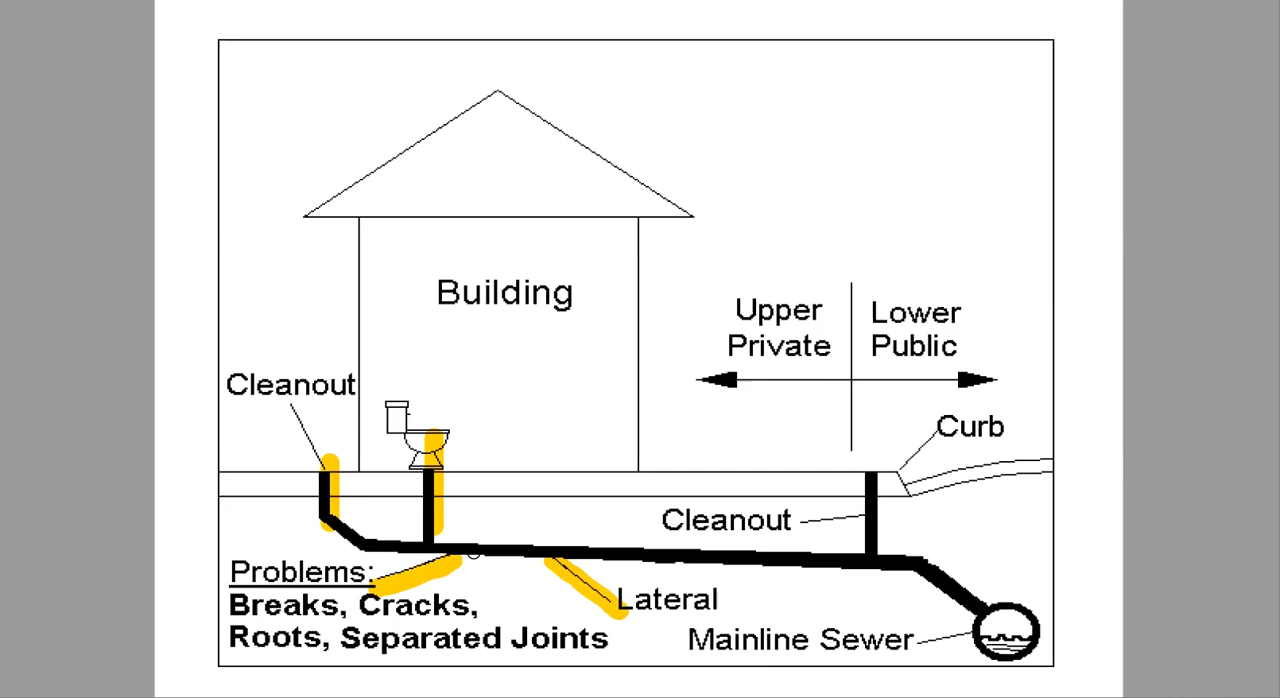 Building
Upper
Private
Lower
Public
Cleanout
Curb
Cleanout
Problems:
Breaks, Cracks,
Roots, Separated Joints
Lateral
Mainline Sewer